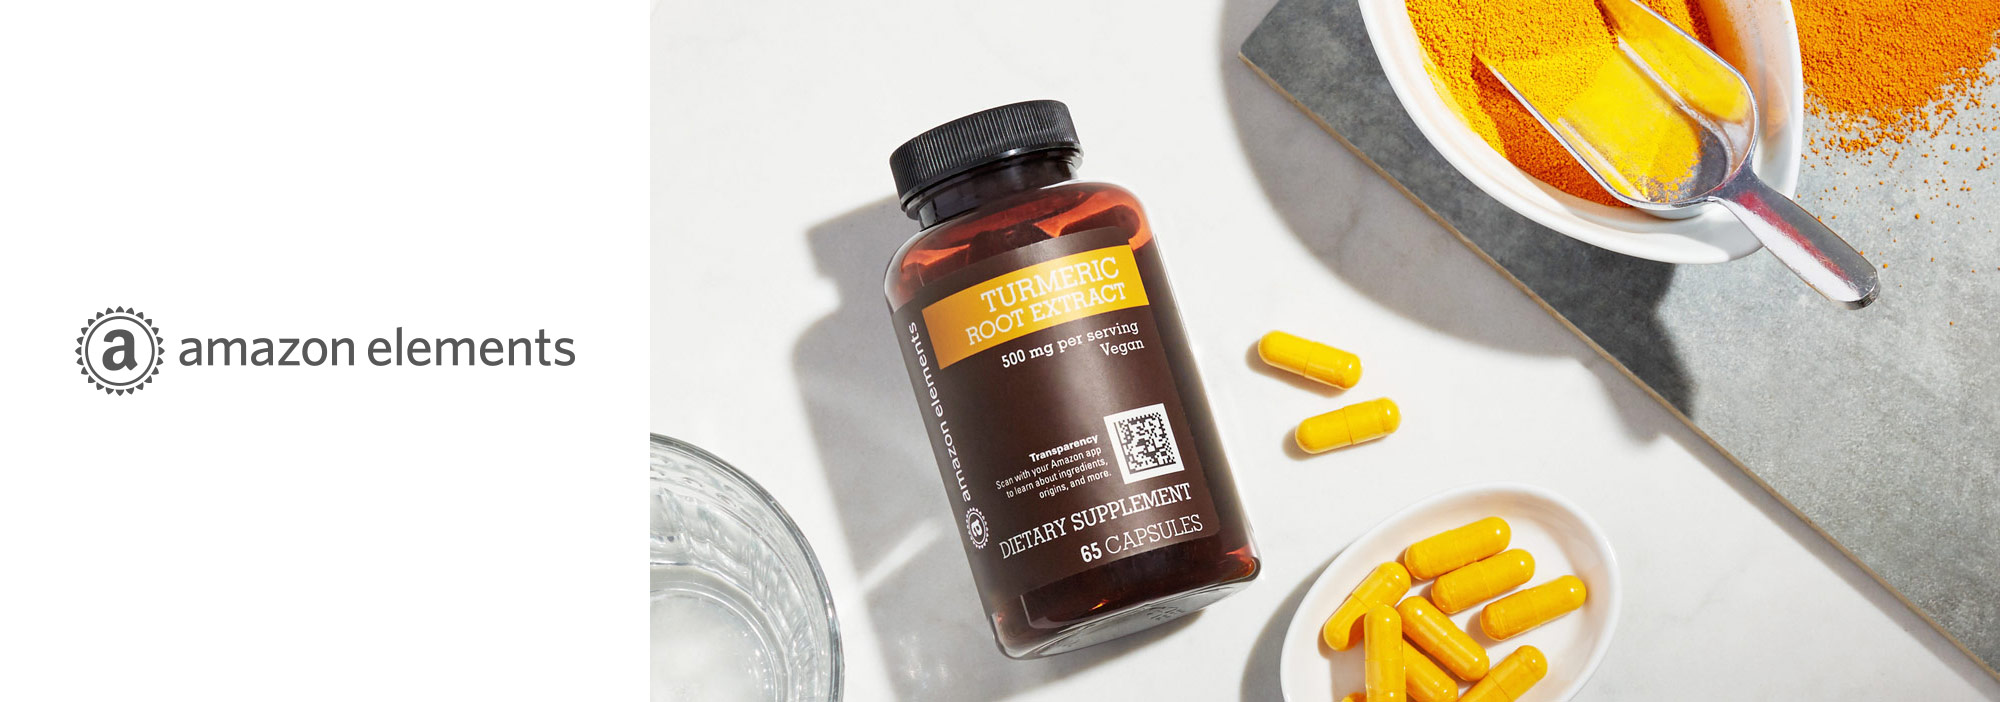 a amazon elements
TURMERIC
ROOT EXTRACT
500 mg per serving
Vegan
a amazon elements
Transparency
Scan with your Amazon app
to learn about ingredients,
origins, and more.
DIETARY SUPPLEMENT
65 CAPSULES